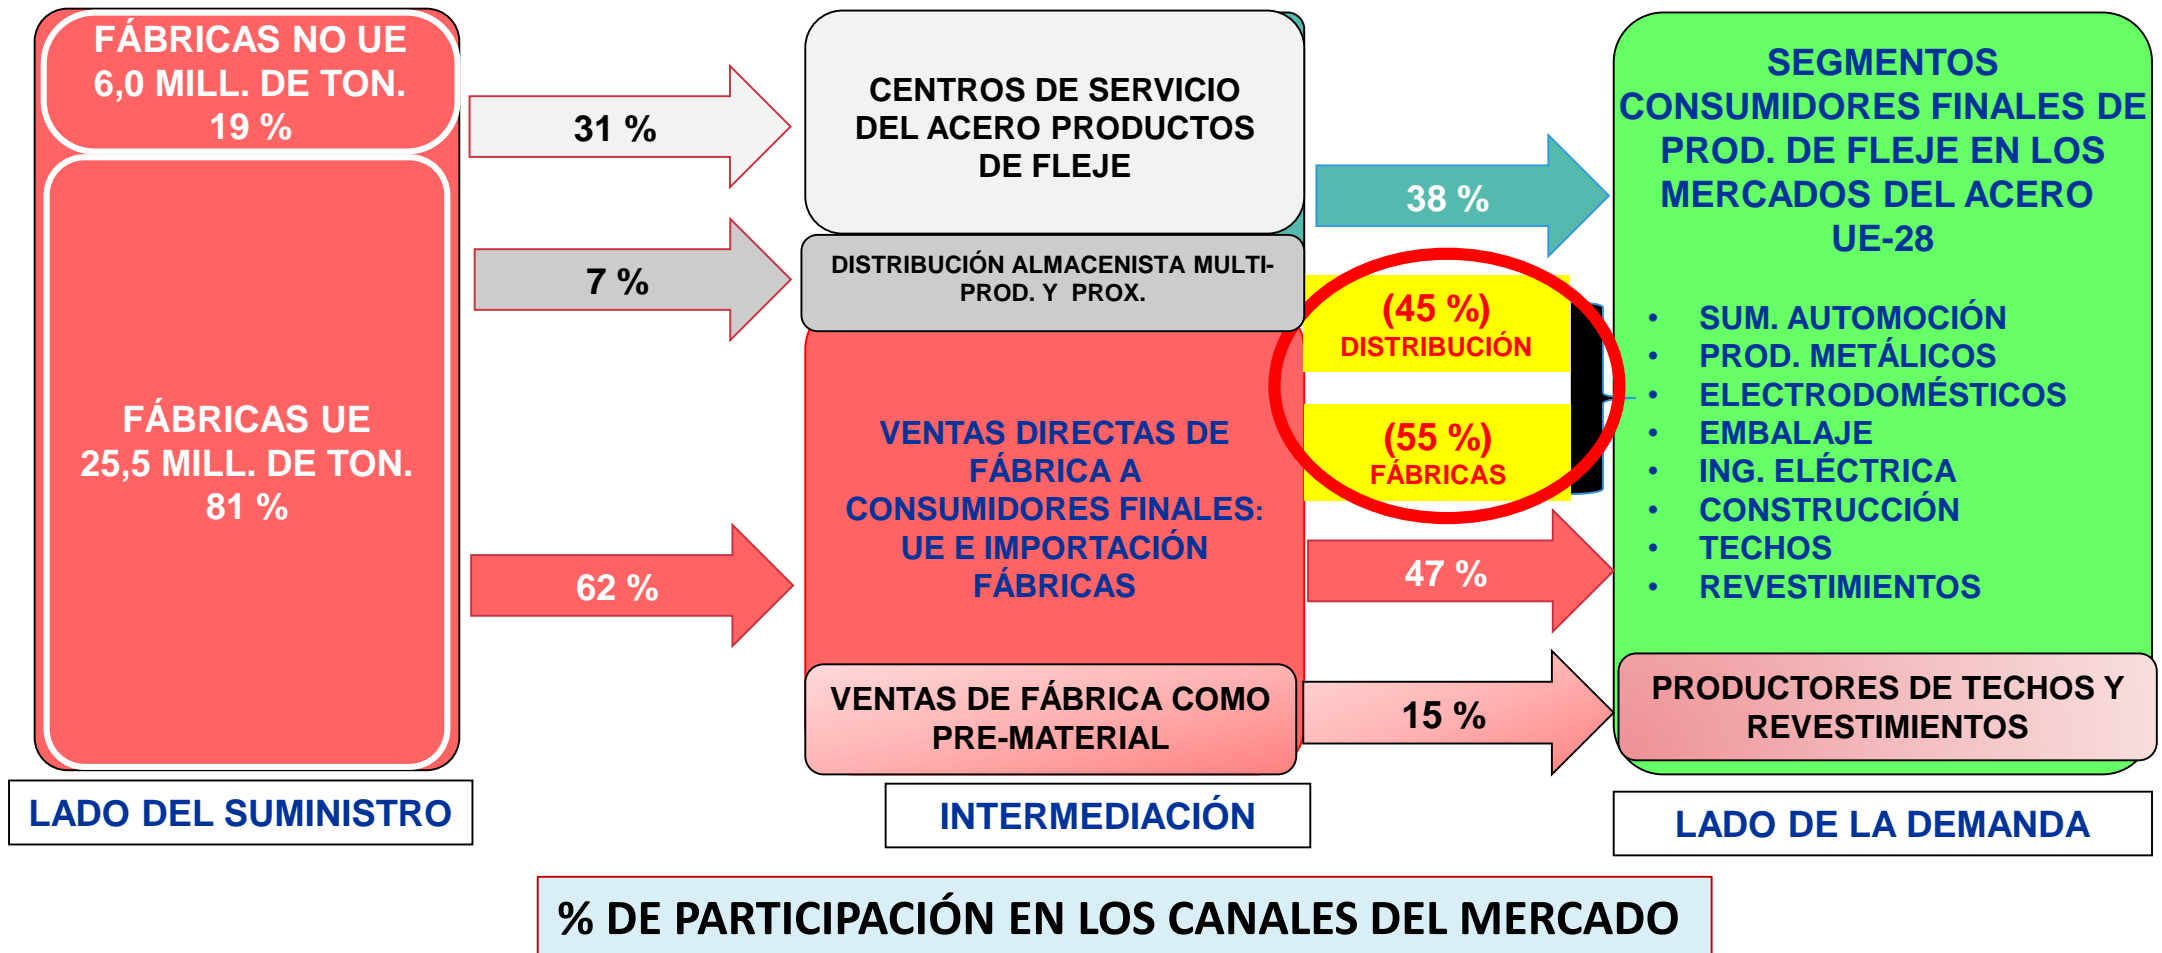 FÁBRICAS NO UE
6,0 MILL. DE TON.
19 %
FÁBRICAS UE
25,5 MILL. DE TON.
81 %
LADO DEL SUMINISTRO
31 %
7 %
62 %
CENTROS DE SERVICIO
DEL ACERO PRODUCTOS
DE FLEJE
DISTRIBUCIÓN ALMACENISTA MULTI-
PROD. Y PROX.
VENTAS DIRECTAS DE
FÁBRICA A
CONSUMIDORES FINALES:
UE E IMPORTACIÓN
FÁBRICAS
VENTAS DE FÁBRICA COMO
PRE-MATERIAL
INTERMEDIACIÓN
38 %
(45 %)
DISTRIBUCIÓN
(55 %)
FÁBRICAS
47 %
15 %
SEGMENTOS
CONSUMIDORES FINALES DE
PROD. DE FLEJE EN LOS
MERCADOS DEL ACERO
UE-28
• SUM. AUTOMOCIÓN
• PROD. METÁLICOS
• ELECTRODOMÉSTICOS
• EMBALAJE
• ING. ELÉCTRICA
• CONSTRUCCIÓN
• TECHOS
• REVESTIMIENTOS
PRODUCTORES DE TECHOS Y
REVESTIMIENTOS
LADO DE LA DEMANDA
% DE PARTICIPACIÓN EN LOS CANALES DEL MERCADO